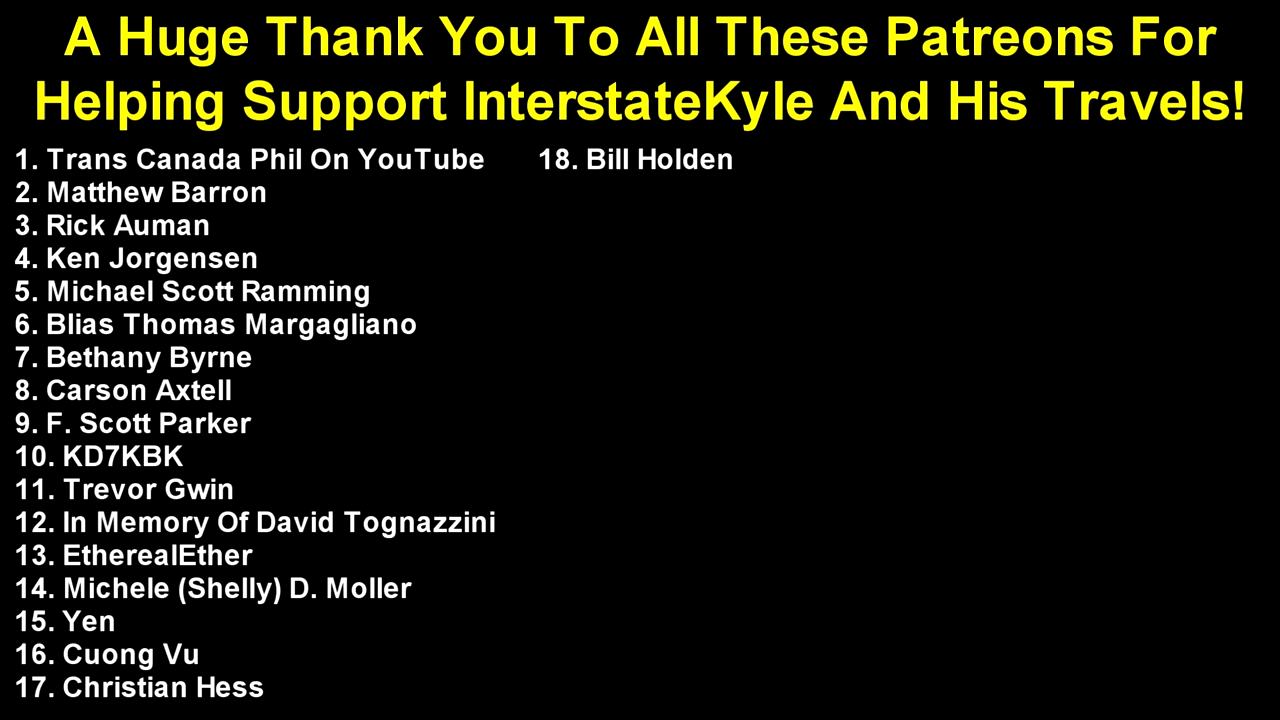 A Huge Thank You To All These Patreons For
Helping Support InterstateKyle And His Travels!
1. Trans Canada Phil On YouTube
2. Matthew Barron
3. Rick Auman
4. Ken Jorgensen
5. Michael Scott Ramming
6. Blias Thomas Margagliano
7. Bethany Byrne
8. Carson Axtell
9. F. Scott Parker
10. KD7KBK
11. Trevor Gwin
12. In Memory Of David Tognazzini
13. EtherealEther
14. Michele (Shelly) D. Moller
15. Yen
16. Cuong Vu
17. Christian Hess
18. Bill Holden